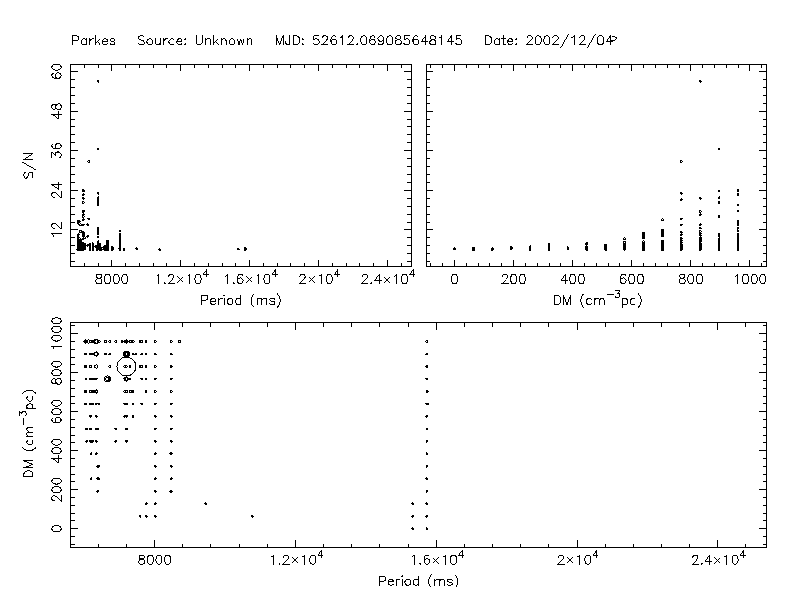 Parkes Source: Unknown MJD: 52612.069085648145 Date: 2002/12/04?
60
48
36
24
12
S/N
8000 1.2×10⁴ 1.6×10⁴ 2×10⁴ 2.4×10⁴
Period (ms)
0 200 400 600 800 1000
DM (cm⁻³pc)
1000
800
600
400
200
0
DM (cm⁻³pc)
8000 1.2×10⁴ 1.6×10⁴ 2×10⁴ 2.4×10⁴
Period (ms)